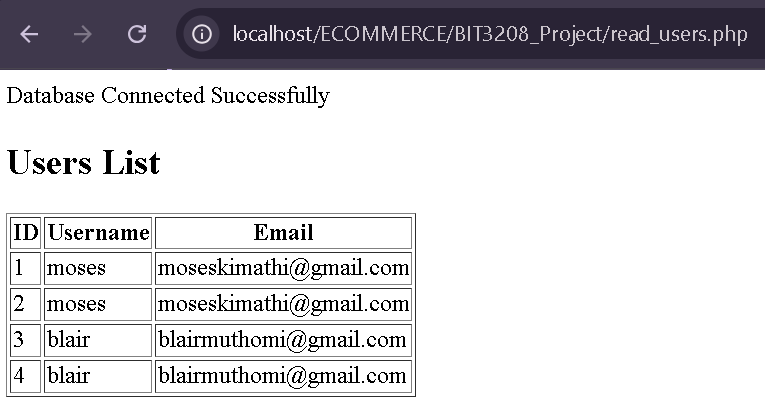 localhost/ECOMMERCE/BIT3208_Project/read_users.php
Database Connected Successfully
Users List
ID Username Email
1 moses moseskimathi@gmail.com
2 moses moseskimathi@gmail.com
3 blair blairmuthomi@gmail.com
4 blair blairmuthomi@gmail.com